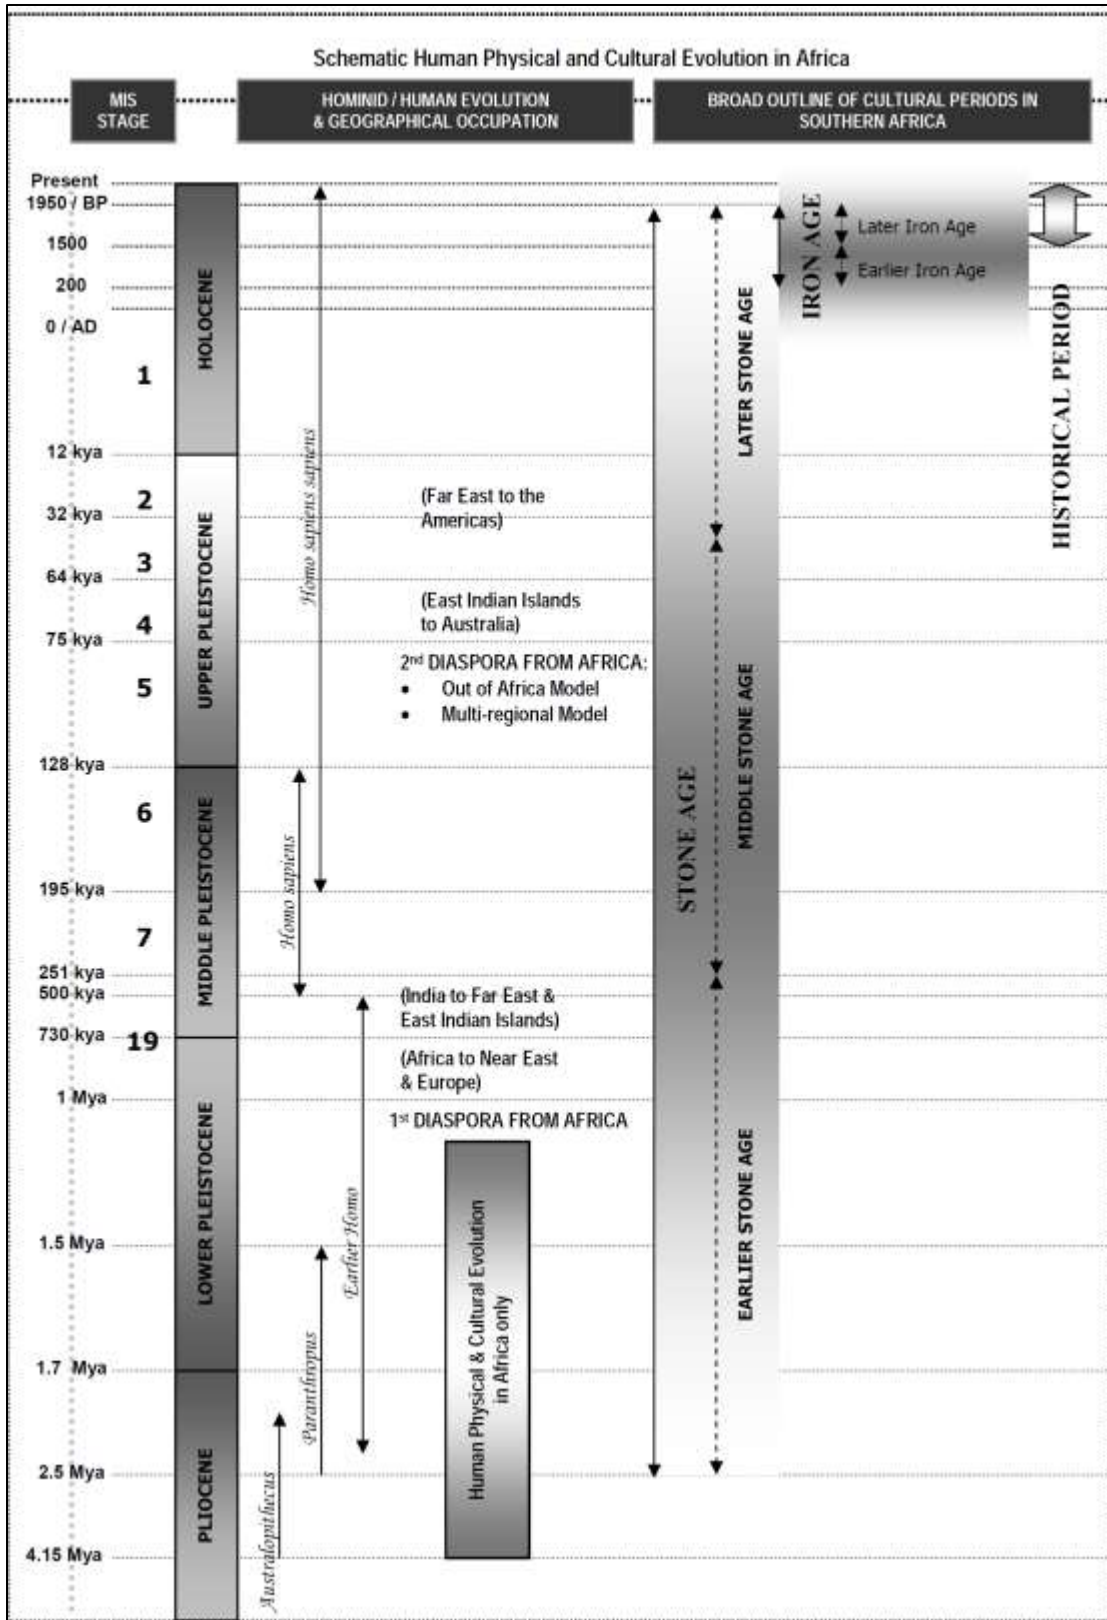 Schematic Human Physical and Cultural Evolution in Africa
MIS
STAGE
HOMINID / HUMAN EVOLUTION
& GEOGRAPHICAL OCCUPATION
BROAD OUTLINE OF CULTURAL PERIODS IN
SOUTHERN AFRICA
Present
1950 / BP
1500
200
0 / AD
12 kya
32 kya
64 kya
75 kya
128 kya
195 kya
251 kya
500 kya
730 kya
1 Mya
1.5 Mya
1.7 Mya
2.5 Mya
4.15 Mya
1
2
3
4
5
6
7
19
HOLOCENE
UPPER PLEISTOCENE
MIDDLE PLEISTOCENE
LOWER PLEISTOCENE
PLIOCENE
Homo sapiens sapiens
Homo sapiens
Earlier Homo
Paranthropus
Australopithecus
(Far East to the
Americas)
(East Indian Islands
to Australia)
2nd DIASPORA FROM AFRICA:
• Out of Africa Model
• Multi-regional Model
(India to Far East &
East Indian Islands)
(Africa to Near East
& Europe)
1st DIASPORA FROM AFRICA
Human Physical & Cultural Evolution
in Africa only
STONE AGE
LATER STONE AGE
MIDDLE STONE AGE
EARLIER STONE AGE
IRON AGE
Later Iron Age
Earlier Iron Age
HISTORICAL PERIOD